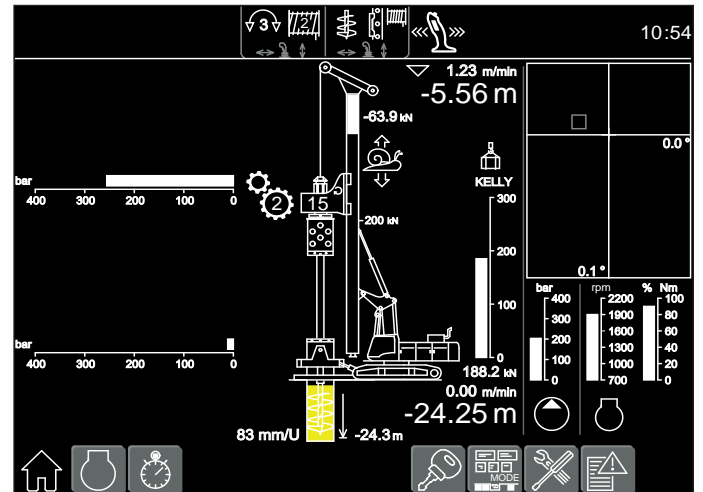 3 2
10:54
1.23 m/min
-5.56 m
-63.9 kN
0.0 °
bar
400 300 200 100 0
2 15
KELLY
300
200 kN
200
100
0
188.2 kN
0.1 °
bar
400
300
200
100
0
rpm
2200
1900
1600
1300
1000
700
% Nm
100
80
60
40
20
0
bar
400 300 200 100 0
0.00 m/min
-24.25 m
83 mm/U -24.3 m
MODE